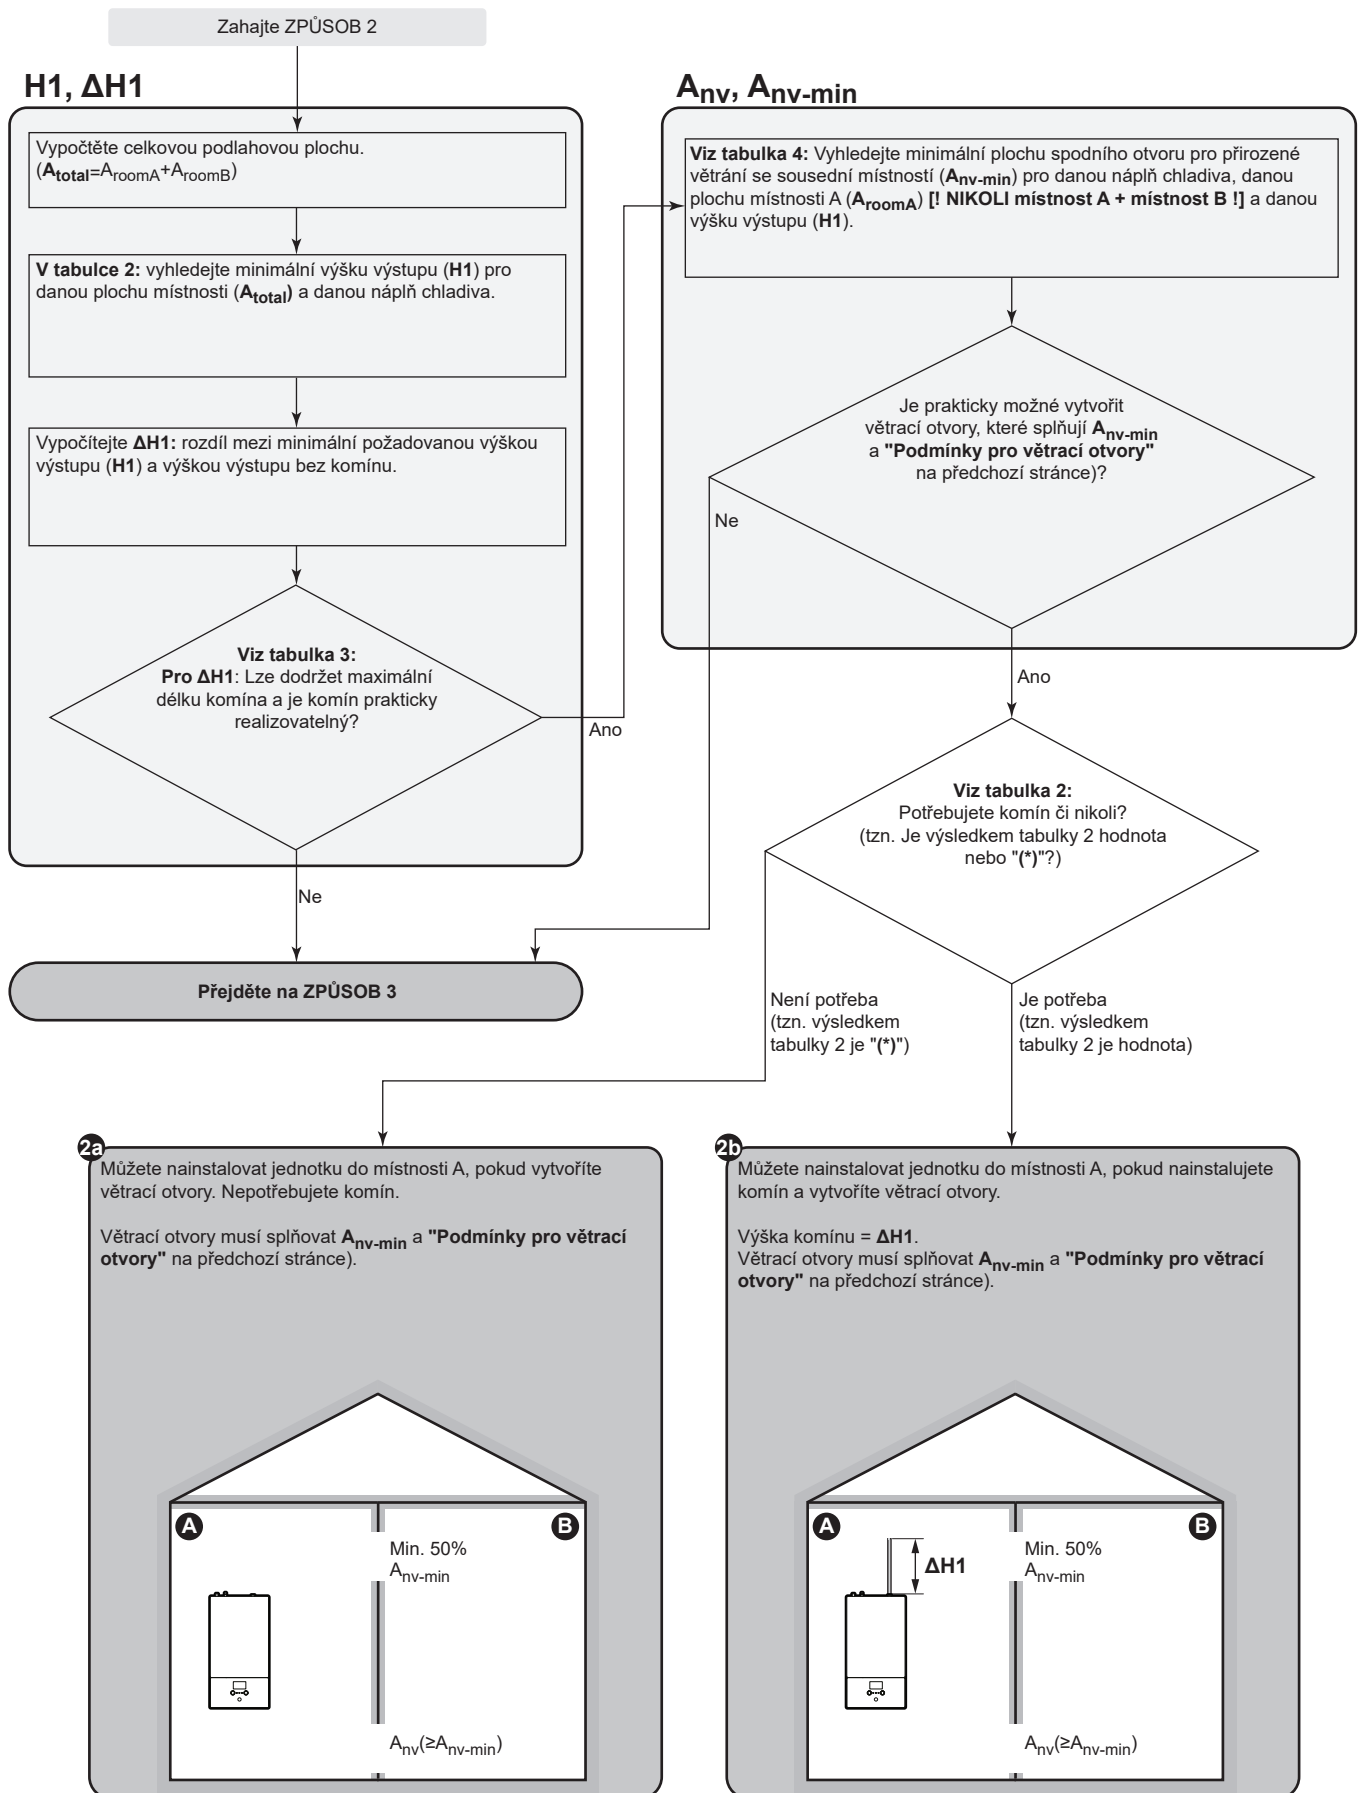 Zahajte ZPŮSOB 2
H1, ΔH1
Vypočtěte celkovou podlahovou plochu.
(Atotal=AroomA+AroomB)
V tabulce 2: vyhledejte minimální výšku výstupu (H1) pro
danou plochu místnosti (Atotal) a danou náplň chladiva.
Vypočítejte ΔH1: rozdíl mezi minimální požadovanou výškou
výstupu (H1) a výškou výstupu bez komínu.
Viz tabulka 3:
Pro ΔH1: Lze dodržet maximální
délku komína a je komín prakticky
realizovatelný?
Ano
Ne
Přejděte na ZPŮSOB 3
Anv, Anv-min
Viz tabulka 4: Vyhledejte minimální plochu spodního otvoru pro přirozené
větrání se sousední místností (Anv-min) pro danou náplň chladiva, danou
plochu místnosti A (AroomA) [! NIKOLI místnost A + místnost B !] a danou
výšku výstupu (H1).
Je prakticky možné vytvořit
větrací otvory, které splňují Anv-min
a "Podmínky pro větrací otvory"
na předchozí stránce)?
Ne
Ano
Viz tabulka 2:
Potřebujete komín či nikoli?
(tzn. Je výsledkem tabulky 2 hodnota
nebo "(*)"?)
Není potřeba
(tzn. výsledkem
tabulky 2 je "(*)")
Je potřeba
(tzn. výsledkem
tabulky 2 je hodnota)
2a
Můžete nainstalovat jednotku do místnosti A, pokud vytvoříte
větrací otvory. Nepotřebujete komín.
Větrací otvory musí splňovat Anv-min a "Podmínky pro větrací
otvory" na předchozí stránce).
A
B
Min. 50%
Anv-min
Anv(≥Anv-min)
2b
Můžete nainstalovat jednotku do místnosti A, pokud nainstalujete
komín a vytvoříte větrací otvory.
Výška komínu = ΔH1.
Větrací otvory musí splňovat Anv-min a "Podmínky pro větrací
otvory" na předchozí stránce).
A
B
ΔH1
Min. 50%
Anv-min
Anv(≥Anv-min)